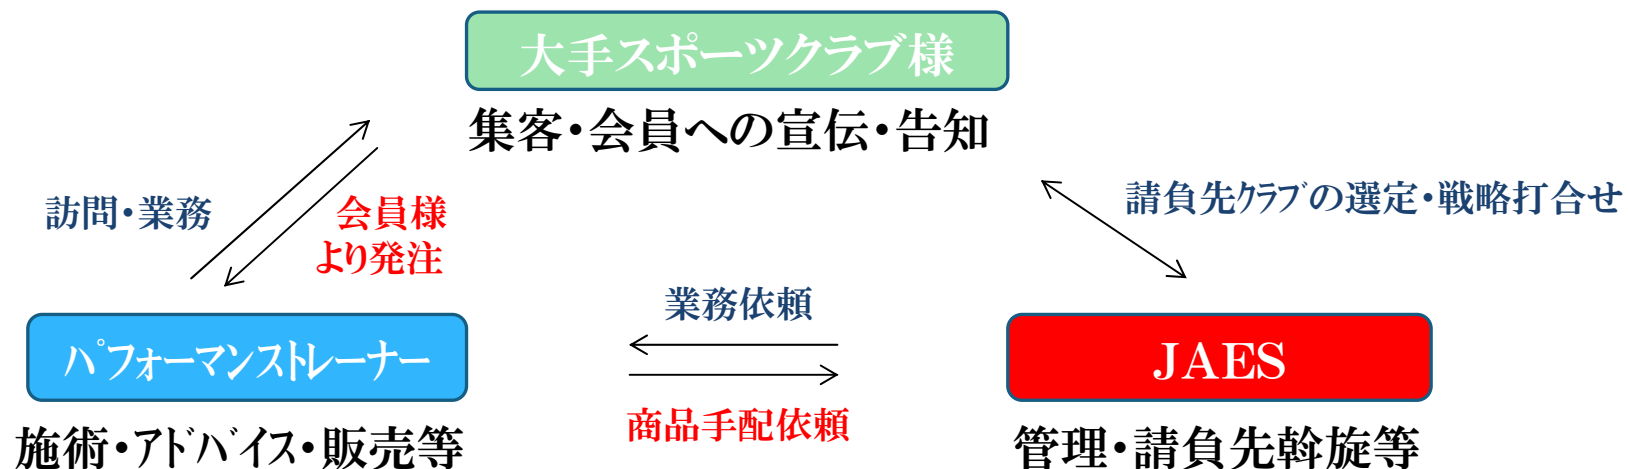 大手スポーツクラブ様
集客・会員への宣伝・告知
訪問・業務
会員様
より発注
請負先ｸﾗﾌﾞの選定・戦略打合せ
業務依頼
パフォーマンストレーナー
JAES
商品手配依頼
施術・アドバイス・販売等
管理・請負先斡旋等